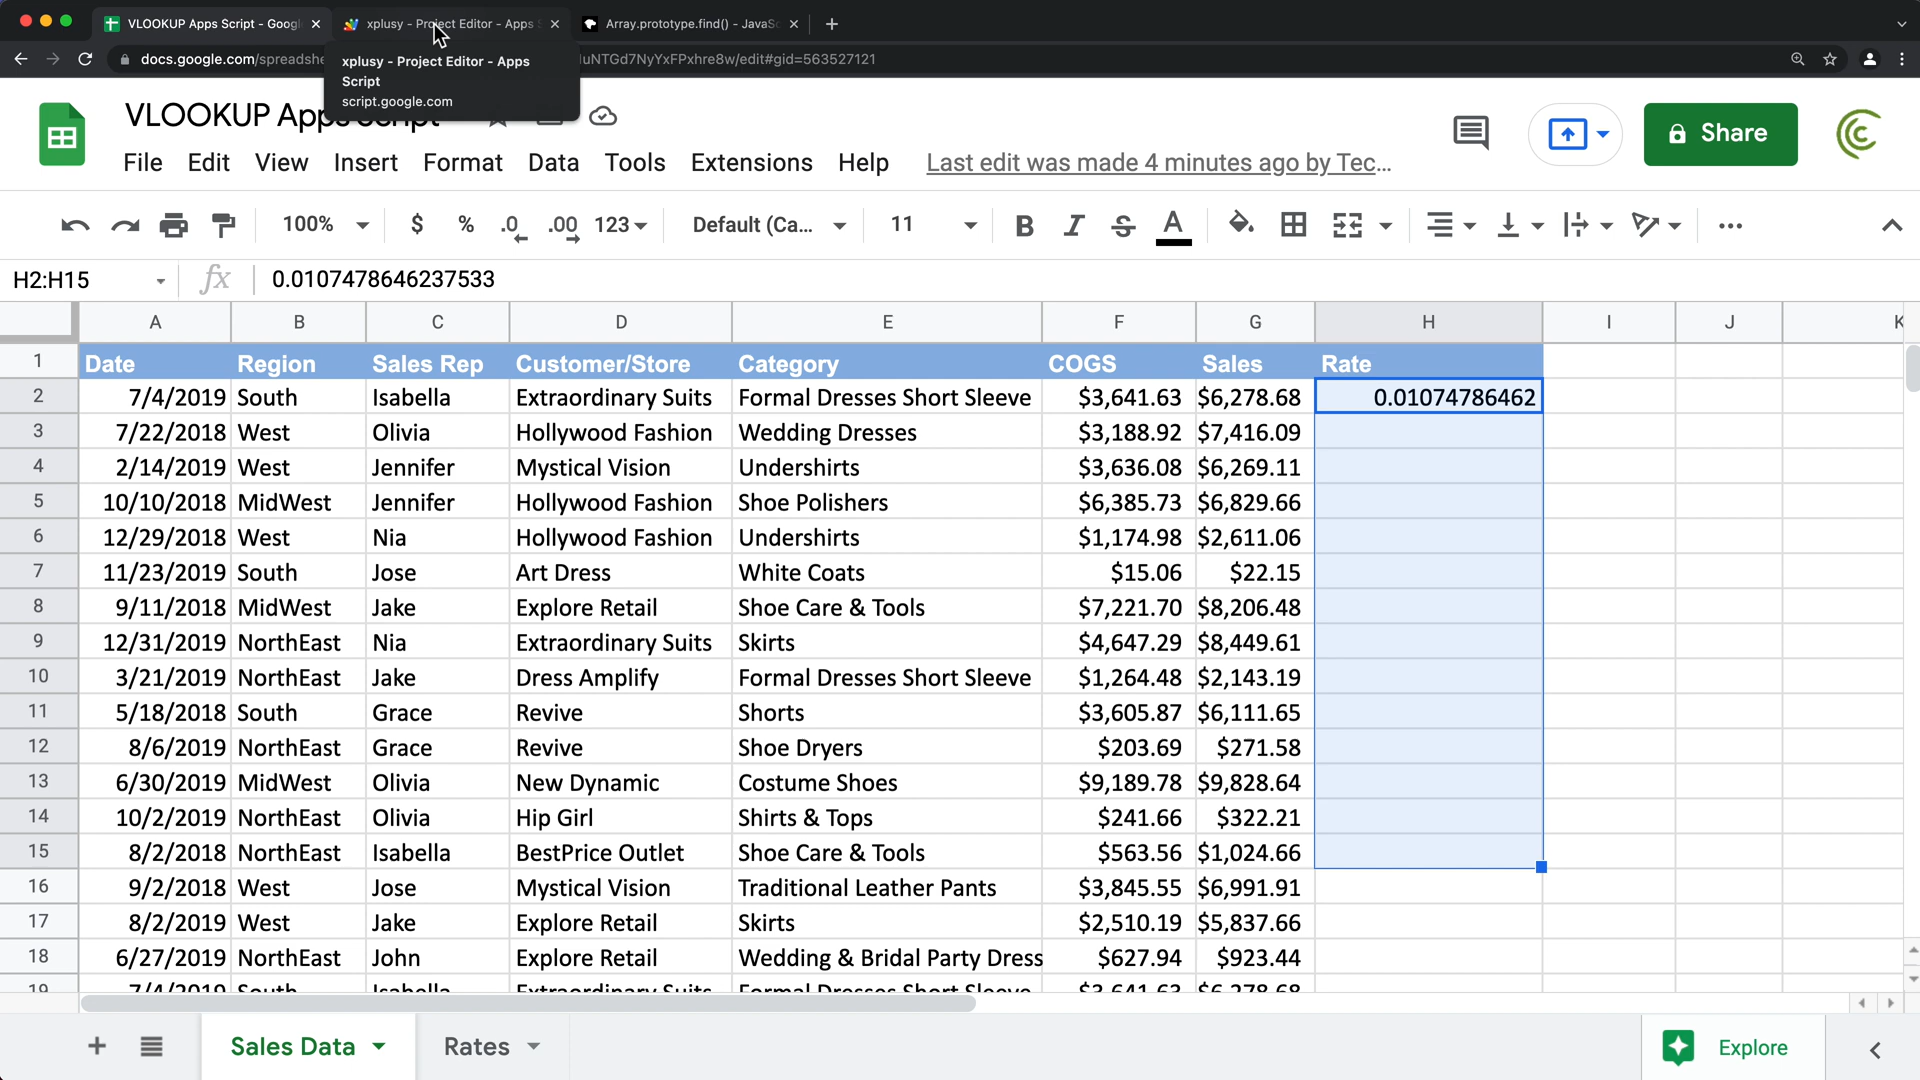 VLOOKUP Apps Script - Googl
xplusy - Project Editor - Apps S
Array.prototype.find() - JavaSc
docs.google.com/spreadshe
uNTGd7NyYxFPxhre8w/edit#gid=563527121
xplusy - Project Editor - Apps
Script
script.google.com
VLOOKUP Apps Script
Share
File Edit View Insert Format Data Tools Extensions Help Last edit was made 4 minutes ago by Tec...
100% $ % .0 .00 123 Default (Ca... 11 B I S A
H2:H15 fx 0.0107478646237533
A B C D E F G H I J K
1 Date Region Sales Rep Customer/Store Category COGS Sales Rate
2 7/4/2019 South Isabella Extraordinary Suits Formal Dresses Short Sleeve $3,641.63 $6,278.68 0.01074786462
3 7/22/2018 West Olivia Hollywood Fashion Wedding Dresses $3,188.92 $7,416.09
4 2/14/2019 West Jennifer Mystical Vision Undershirts $3,636.08 $6,269.11
5 10/10/2018 MidWest Jennifer Hollywood Fashion Shoe Polishers $6,385.73 $6,829.66
6 12/29/2018 West Nia Hollywood Fashion Undershirts $1,174.98 $2,611.06
7 11/23/2019 South Jose Art Dress White Coats $15.06 $22.15
8 9/11/2018 MidWest Jake Explore Retail Shoe Care & Tools $7,221.70 $8,206.48
9 12/31/2019 NorthEast Nia Extraordinary Suits Skirts $4,647.29 $8,449.61
10 3/21/2019 NorthEast Jake Dress Amplify Formal Dresses Short Sleeve $1,264.48 $2,143.19
11 5/18/2018 South Grace Revive Shorts $3,605.87 $6,111.65
12 8/6/2019 NorthEast Grace Revive Shoe Dryers $203.69 $271.58
13 6/30/2019 MidWest Olivia New Dynamic Costume Shoes $9,189.78 $9,828.64
14 10/2/2019 NorthEast Olivia Hip Girl Shirts & Tops $241.66 $322.21
15 8/2/2018 NorthEast Isabella BestPrice Outlet Shoe Care & Tools $563.56 $1,024.66
16 9/2/2018 West Jose Mystical Vision Traditional Leather Pants $3,845.55 $6,991.91
17 8/2/2019 West Jake Explore Retail Skirts $2,510.19 $5,837.66
18 6/27/2019 NorthEast John Explore Retail Wedding & Bridal Party Dress $627.94 $923.44
19 7/4/2019 South Isabella Extraordinary Suits Formal Dresses Short Sleeve $3,641.63 $6,278.68
Sales Data Rates Explore